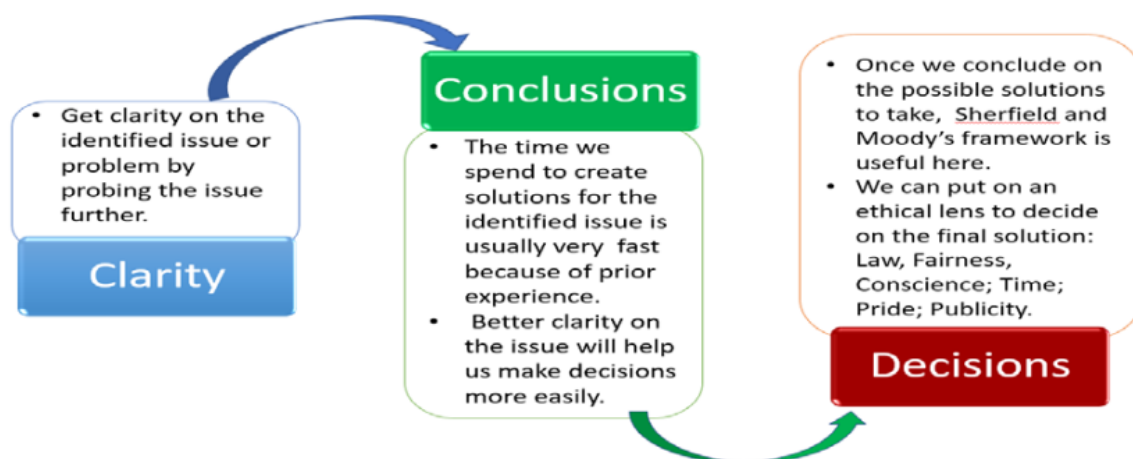 • Get clarity on the
identified issue or
problem by
probing the issue
further.
Clarity
Conclusions
• The time we
spend to create
solutions for the
identified issue is
usually very fast
because of prior
experience.
• Better clarity on
the issue will help
us make decisions
more easily.
• Once we conclude on
the possible solutions
to take, Sherfield and
Moody's framework is
useful here.
• We can put on an
ethical lens to decide
on the final solution:
Law, Fairness,
Conscience; Time;
Pride; Publicity.
Decisions